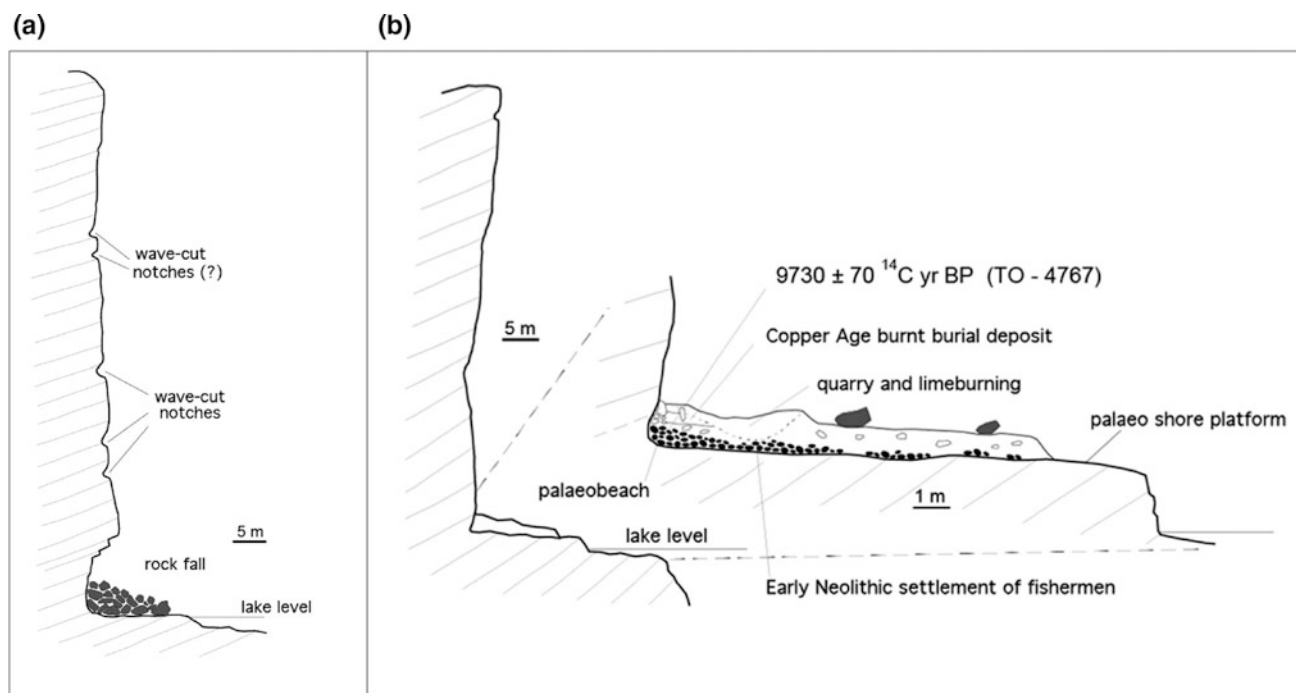 (a)
(b)
wave-cut
notches (?)
wave-cut
notches
5 m
rock fall
lake level
5 m
9730 ± 70 ¹⁴C yr BP (TO - 4767)
Copper Age burnt burial deposit
quarry and limeburning
palaeo shore platform
palaeobeach
1 m
lake level
Early Neolithic settlement of fishermen